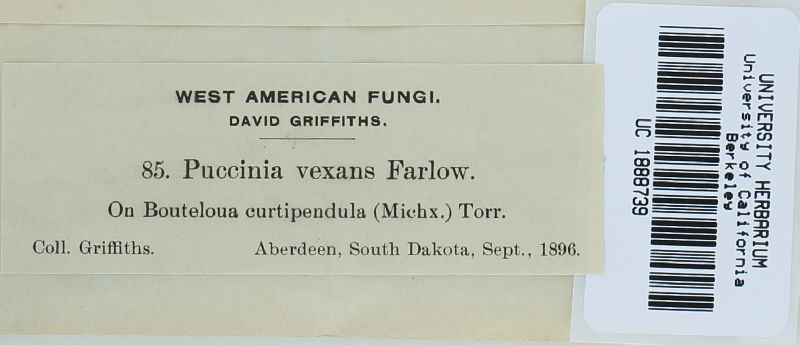 WEST AMERICAN FUNGI.
DAVID GRIFFITHS.
85. Puccinia vexans Farlow.
On Bouteloua curtipendula (Michx.) Torr.
Coll. Griffiths. Aberdeen, South Dakota, Sept., 1896.
UNIVERSITY HERBARIUM
University of California
Berkeley
UC 1888739